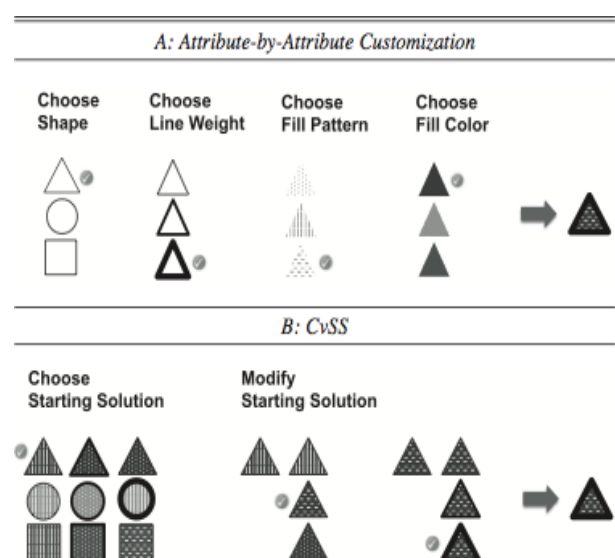 A: Attribute-by-Attribute Customization
Choose Shape
Choose Line Weight
Choose Fill Pattern
Choose Fill Color
B: CvSS
Choose Starting Solution
Modify Starting Solution